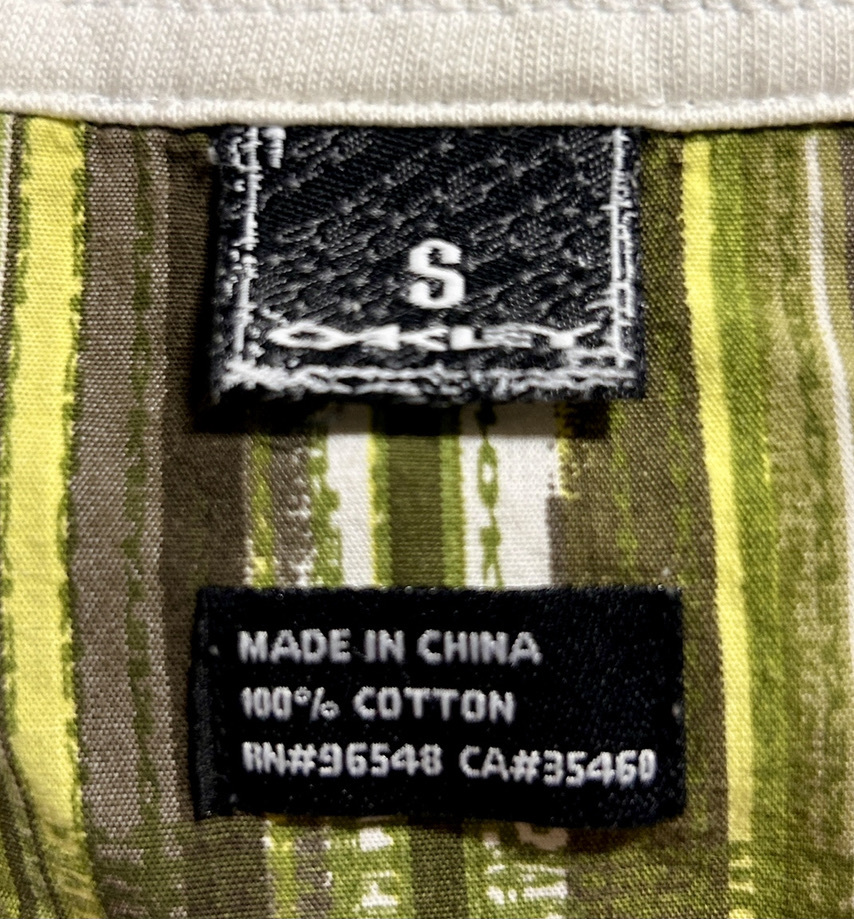 S
OAKLEY
MADE IN CHINA
100% COTTON
RN#96548 CA#35460